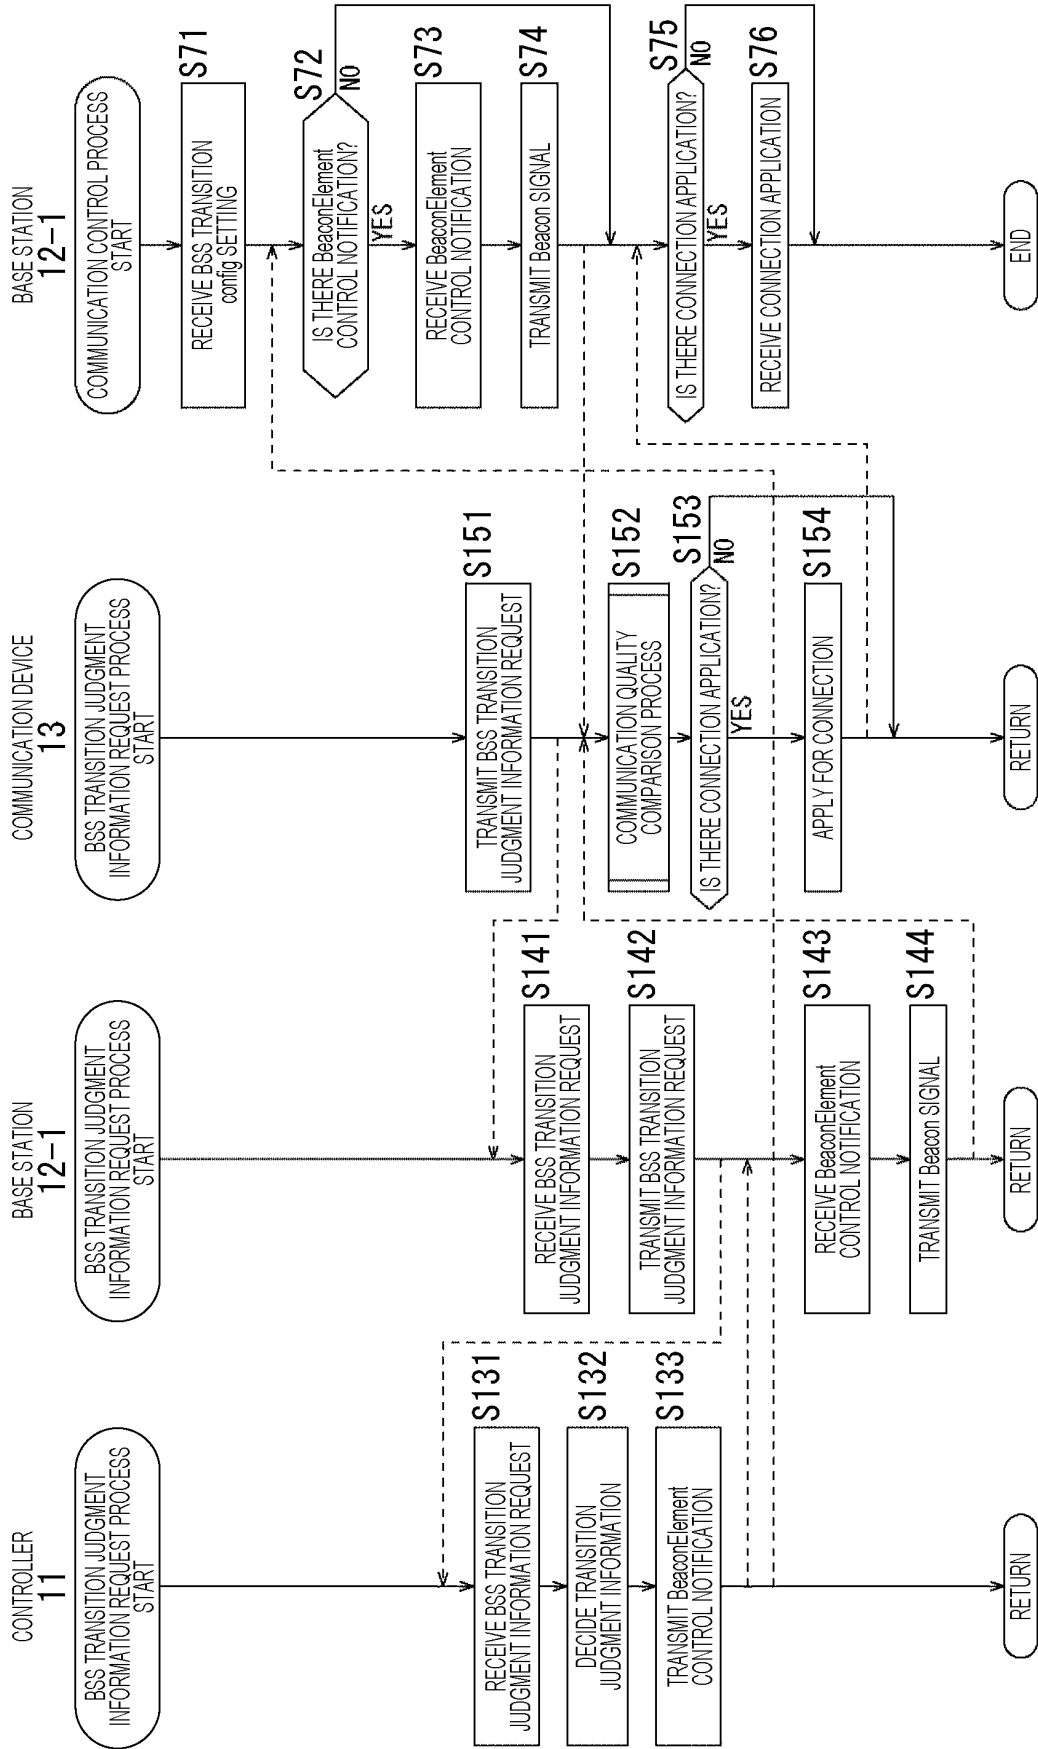 CONTROLLER
11
BSS TRANSITION JUDGMENT
INFORMATION REQUEST PROCESS
START
S131
RECEIVE BSS TRANSITION
JUDGMENT INFORMATION REQUEST
S132
DECIDE TRANSITION
JUDGMENT INFORMATION
S133
TRANSMIT BeaconElement
CONTROL NOTIFICATION
RETURN
BASE STATION
12-1
BSS TRANSITION JUDGMENT
INFORMATION REQUEST PROCESS
START
S141
RECEIVE BSS TRANSITION
JUDGMENT INFORMATION REQUEST
S142
TRANSMIT BSS TRANSITION
JUDGMENT INFORMATION REQUEST
S143
RECEIVE BeaconElement
CONTROL NOTIFICATION
S144
TRANSMIT Beacon SIGNAL
RETURN
COMMUNICATION DEVICE
13
BSS TRANSITION JUDGMENT
INFORMATION REQUEST PROCESS
START
S151
TRANSMIT BSS TRANSITION
JUDGMENT INFORMATION REQUEST
S152
COMMUNICATION QUALITY
COMPARISON PROCESS
S153
IS THERE CONNECTION APPLICATION?
NO
YES
S154
APPLY FOR CONNECTION
RETURN
BASE STATION
12-1
COMMUNICATION CONTROL PROCESS
START
S71
RECEIVE BSS TRANSITION
config SETTING
S72
IS THERE BeaconElement
CONTROL NOTIFICATION?
NO
YES
S73
RECEIVE BeaconElement
CONTROL NOTIFICATION
S74
TRANSMIT Beacon SIGNAL
S75
IS THERE CONNECTION APPLICATION?
NO
YES
S76
RECEIVE CONNECTION APPLICATION
END